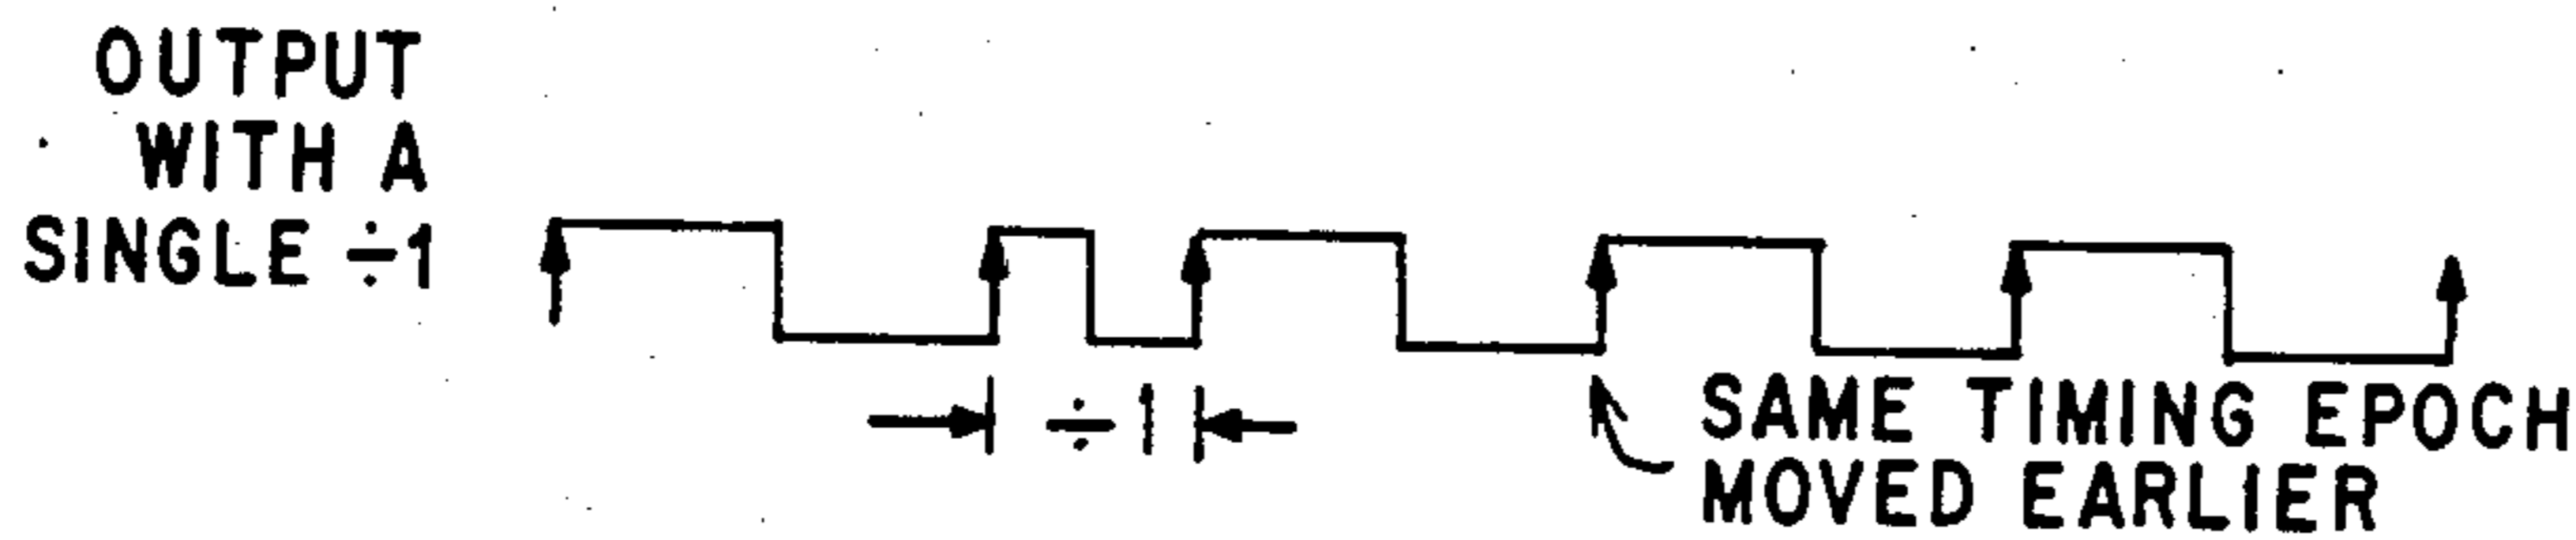 OUTPUT
WITH A
SINGLE ÷1
÷1
SAME TIMING EPOCH
MOVED EARLIER